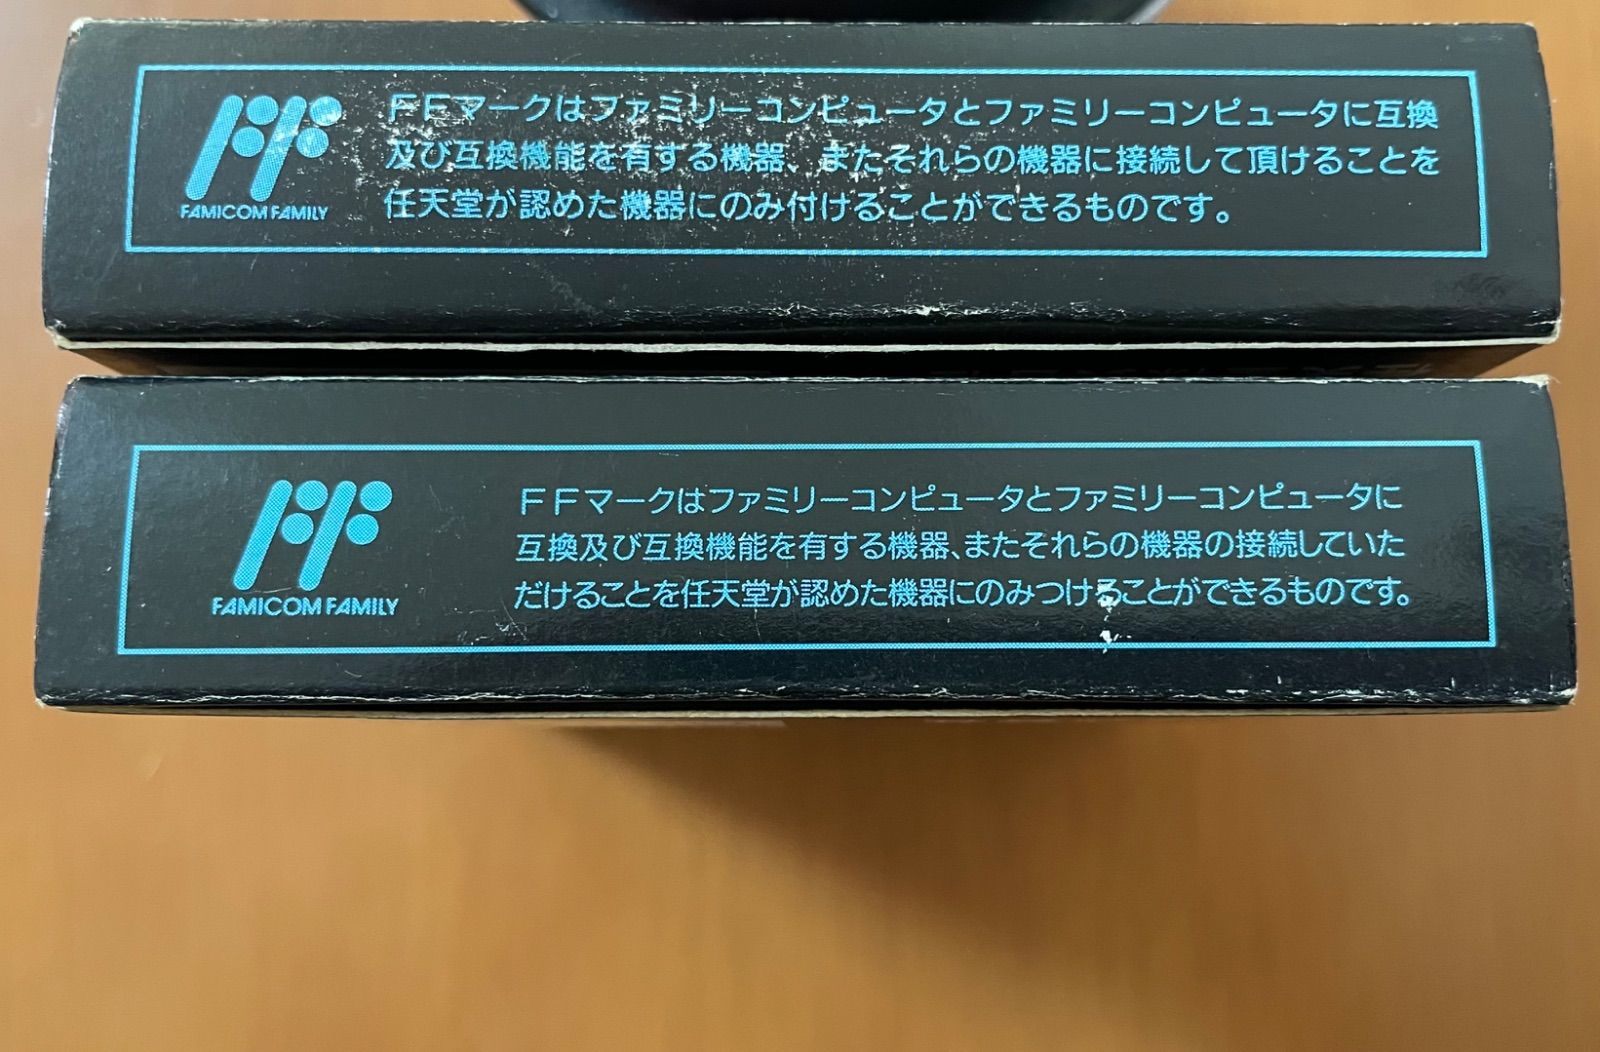 FFマークはファミリーコンピュータとファミリーコンピュータに互換
及び互換機能を有する機器、またそれらの機器に接続して頂けることを
任天堂が認めた機器にのみ付けることができるものです。
FAMICOM FAMILY
FFマークはファミリーコンピュータとファミリーコンピュータに
互換及び互換機能を有する機器、またそれらの機器の接続していた
だけることを任天堂が認めた機器にのみつけることができるものです。
FAMICOM FAMILY